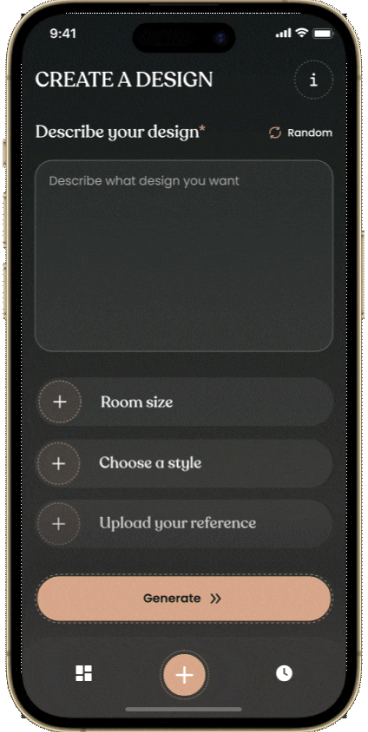 9:41
CREATE A DESIGN
i
Describe your design*
Random
Describe what design you want
Room size
Choose a style
Upload your reference
Generate